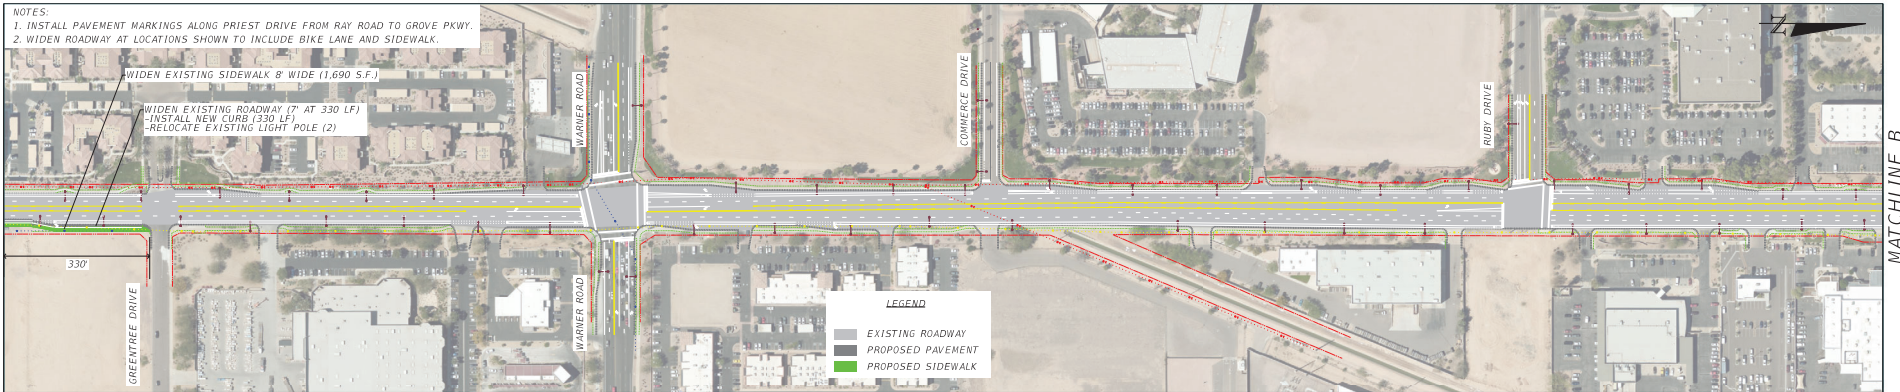 NOTES:
1. INSTALL PAVEMENT MARKINGS ALONG PRIEST DRIVE FROM RAY ROAD TO GROVE PKWY.
2. WIDEN ROADWAY AT LOCATIONS SHOWN TO INCLUDE BIKE LANE AND SIDEWALK.
WIDEN EXISTING SIDEWALK 8' WIDE (1,690 S.F.)
WIDEN EXISTING ROADWAY (7' AT 330 LF)
-INSTALL NEW CURB (330 LF)
-RELOCATE EXISTING LIGHT POLE (2)
WARNER ROAD
COMMERCE DRIVE
RUBY DRIVE
N
MATCHLINE B
330'
GREENTREE DRIVE
WARNER ROAD
LEGEND
EXISTING ROADWAY
PROPOSED PAVEMENT
PROPOSED SIDEWALK